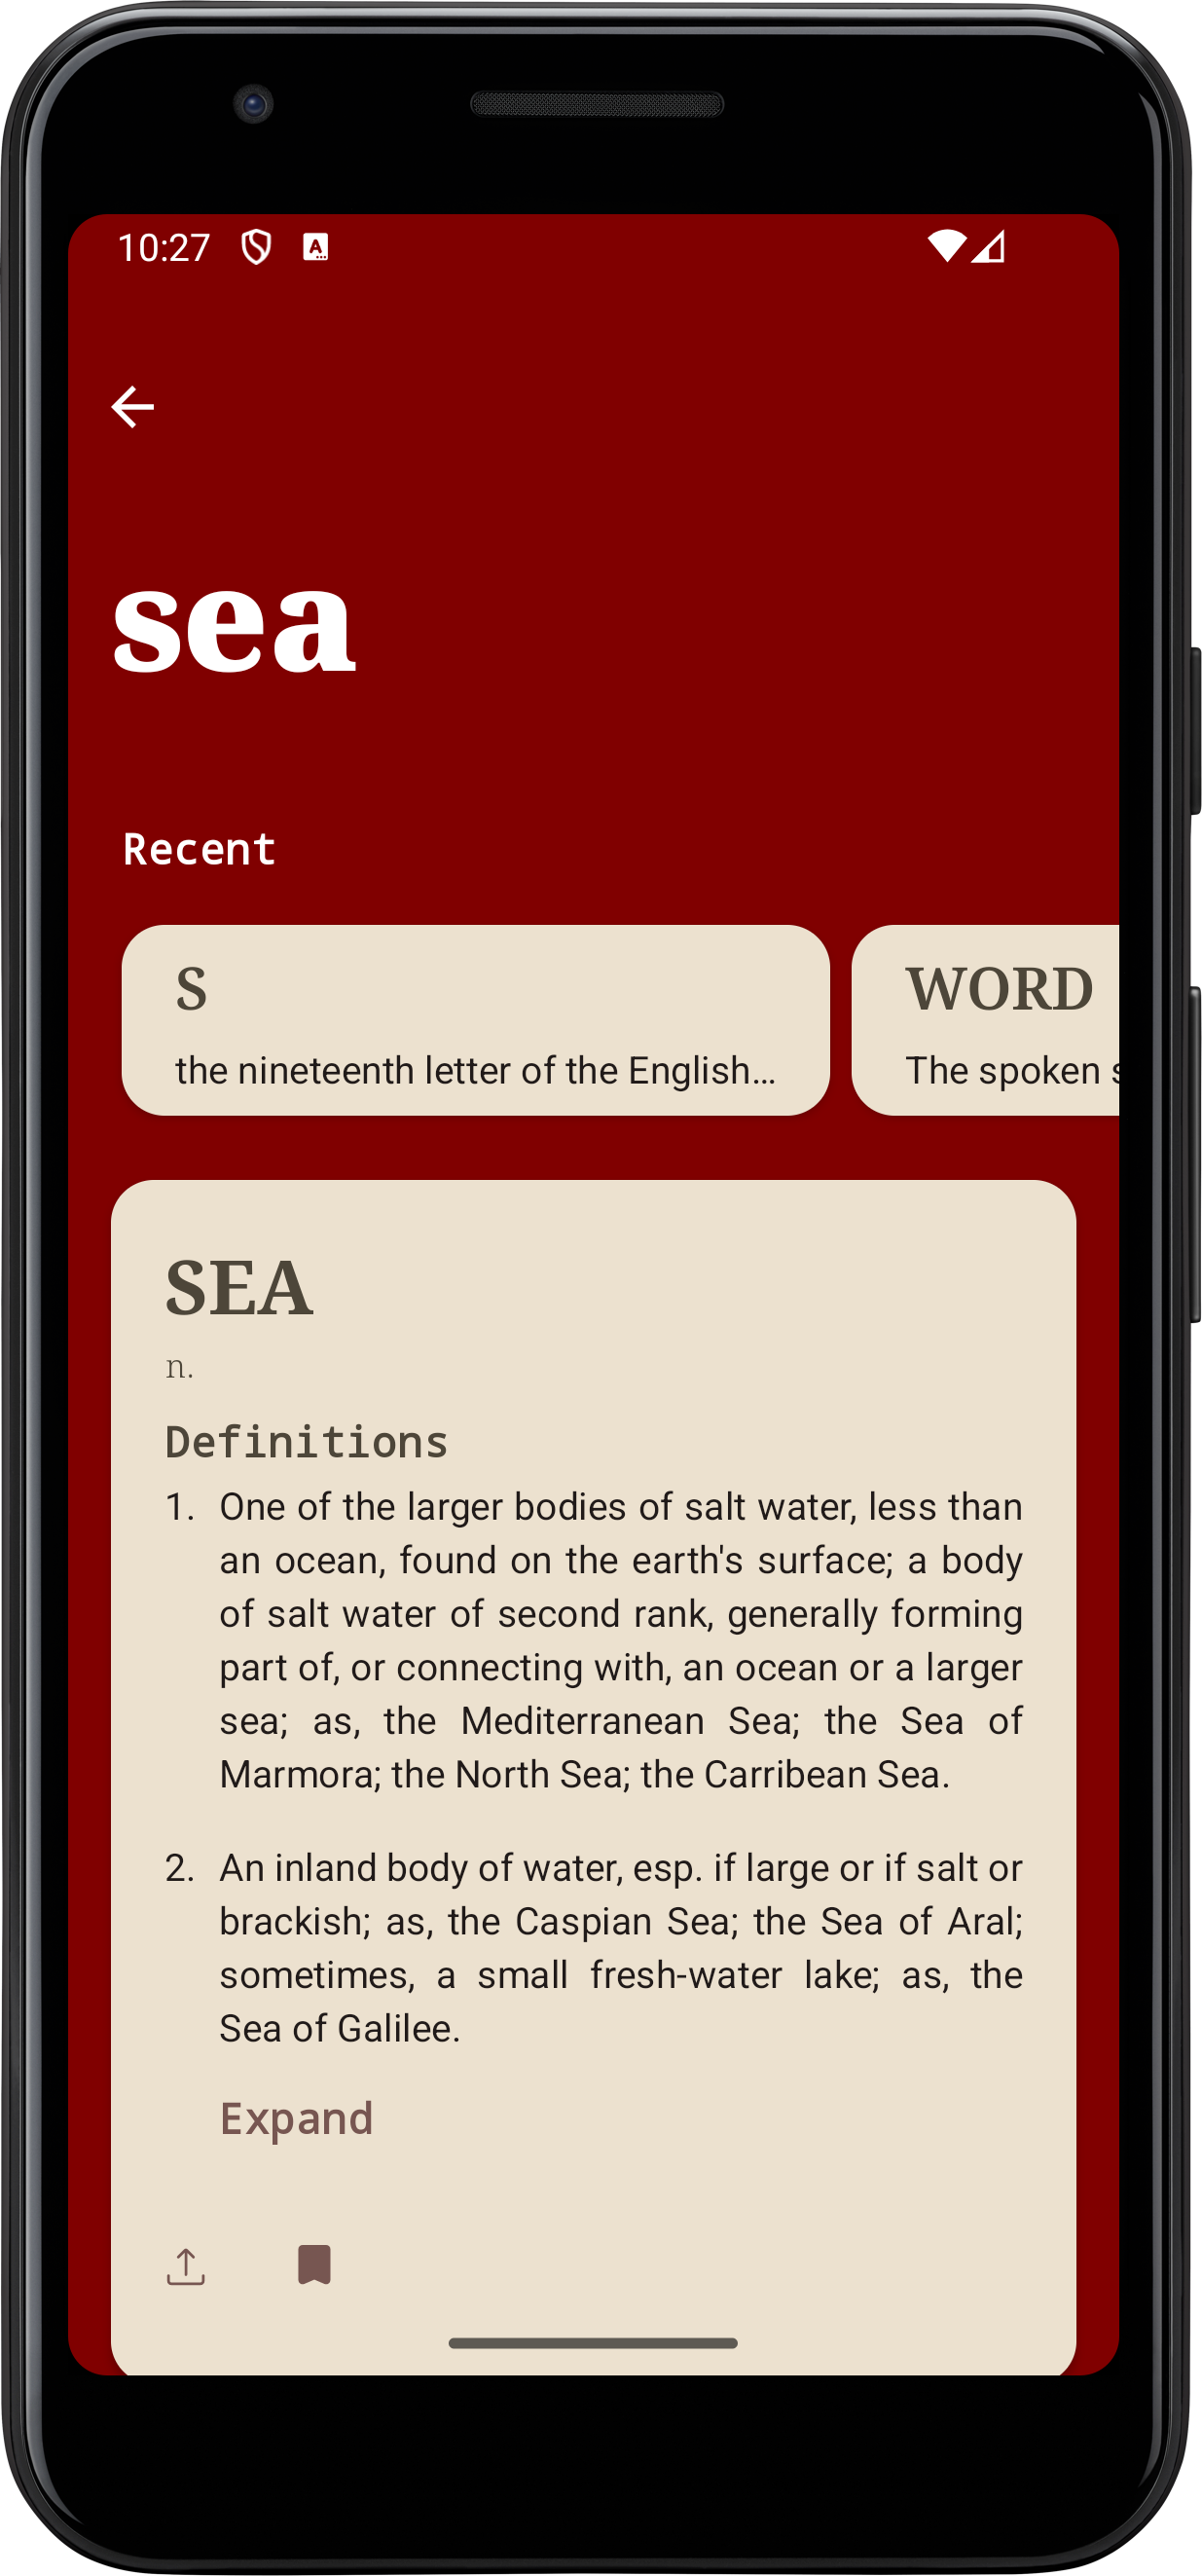 10:27
sea
Recent
S
the nineteenth letter of the English...
WORD
The spoken
SEA
n.
Definitions
1. One of the larger bodies of salt water, less than
an ocean, found on the earth's surface; a body
of salt water of second rank, generally forming
part of, or connecting with, an ocean or a larger
sea; as, the Mediterranean Sea; the Sea of
Marmora; the North Sea; the Carribean Sea.
2. An inland body of water, esp. if large or if salt or
brackish; as, the Caspian Sea; the Sea of Aral;
sometimes, a small fresh-water lake; as, the
Sea of Galilee.
Expand